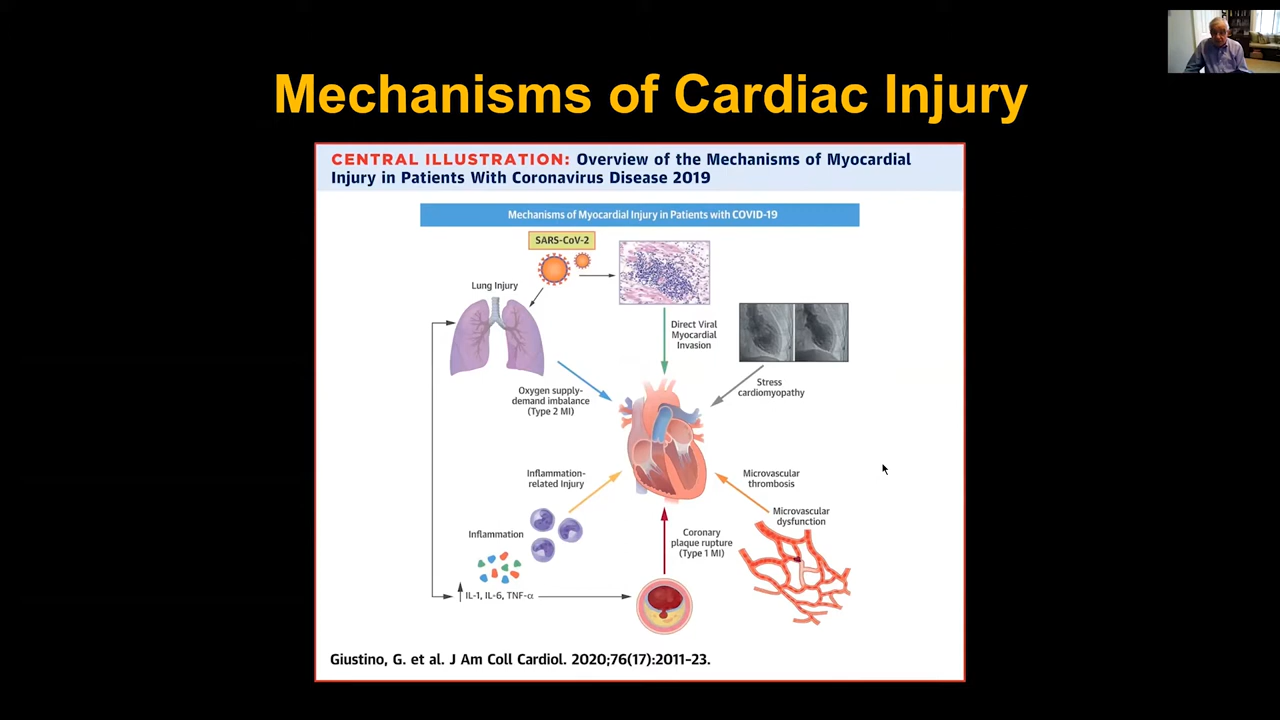 Mechanisms of Cardiac Injury
CENTRAL ILLUSTRATION: Overview of the Mechanisms of Myocardial
Injury in Patients With Coronavirus Disease 2019
Mechanisms of Myocardial Injury in Patients with COVID-19
SARS-CoV-2
Lung Injury
Direct Viral
Myocardial
Invasion
Stress
cardiomyopathy
Oxygen supply-
demand imbalance
(Type 2 MI)
Inflammation-
related Injury
Microvascular
thrombosis
Microvascular
dysfunction
Inflammation
Coronary
plaque rupture
(Type 1 MI)
IL-1, IL-6, TNF-α
Giustino, G. et al. J Am Coll Cardiol. 2020;76(17):2011-23.